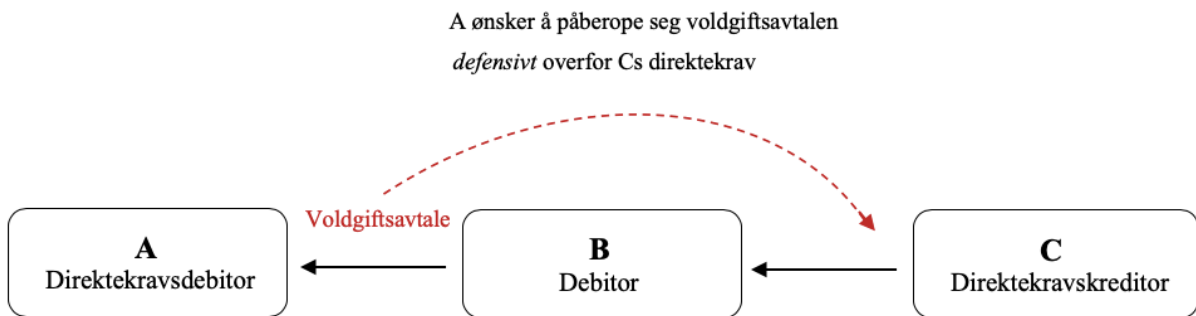 A ønsker å påberope seg voldgiftsavtalen
defensivt overfor Cs direktekrav
Voldgiftsavtale
A
Direktekravsdebitor
B
Debitor
C
Direktekravskreditor